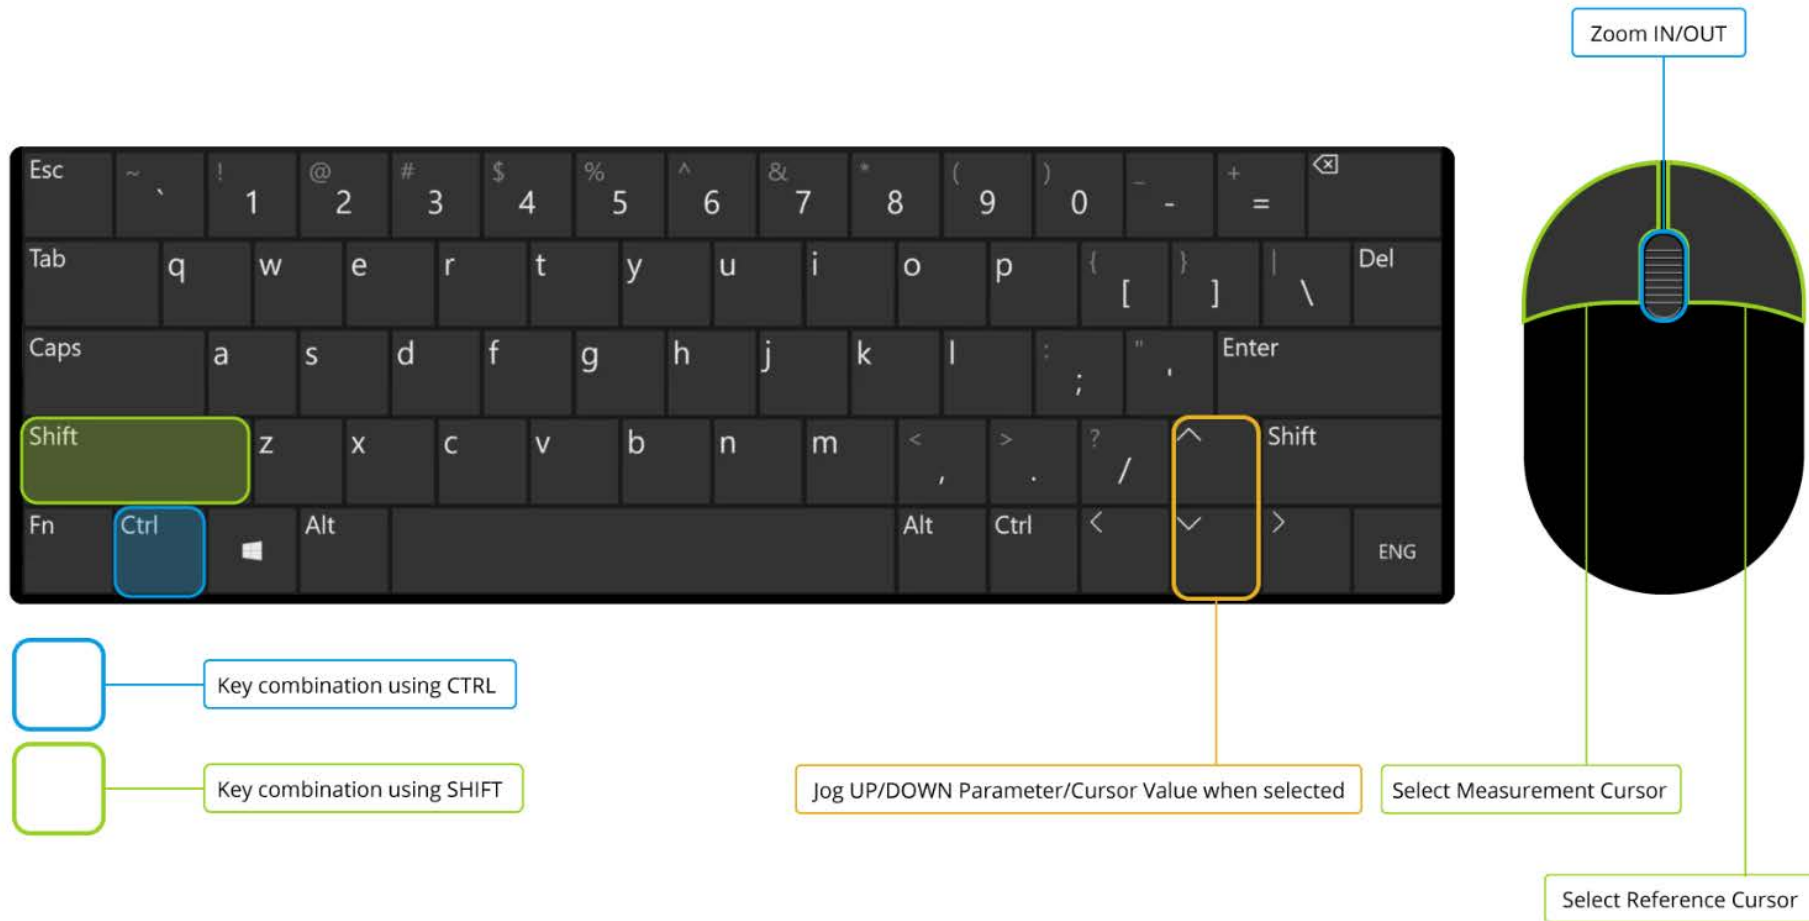 Zoom IN/OUT
Esc ~ ` ! 1 @ 2 # 3 $ 4 % 5 ^ 6 & 7 * 8 ( 9 ) 0 _ - + =
Tab q w e r t y u i o p { [ } ] | \ Del
Caps a s d f g h j k l : ; " ' Enter
Shift z x c v b n m < , > . ? / Shift
Fn Ctrl Alt Alt Ctrl ENG
Key combination using CTRL
Key combination using SHIFT
Jog UP/DOWN Parameter/Cursor Value when selected
Select Measurement Cursor
Select Reference Cursor